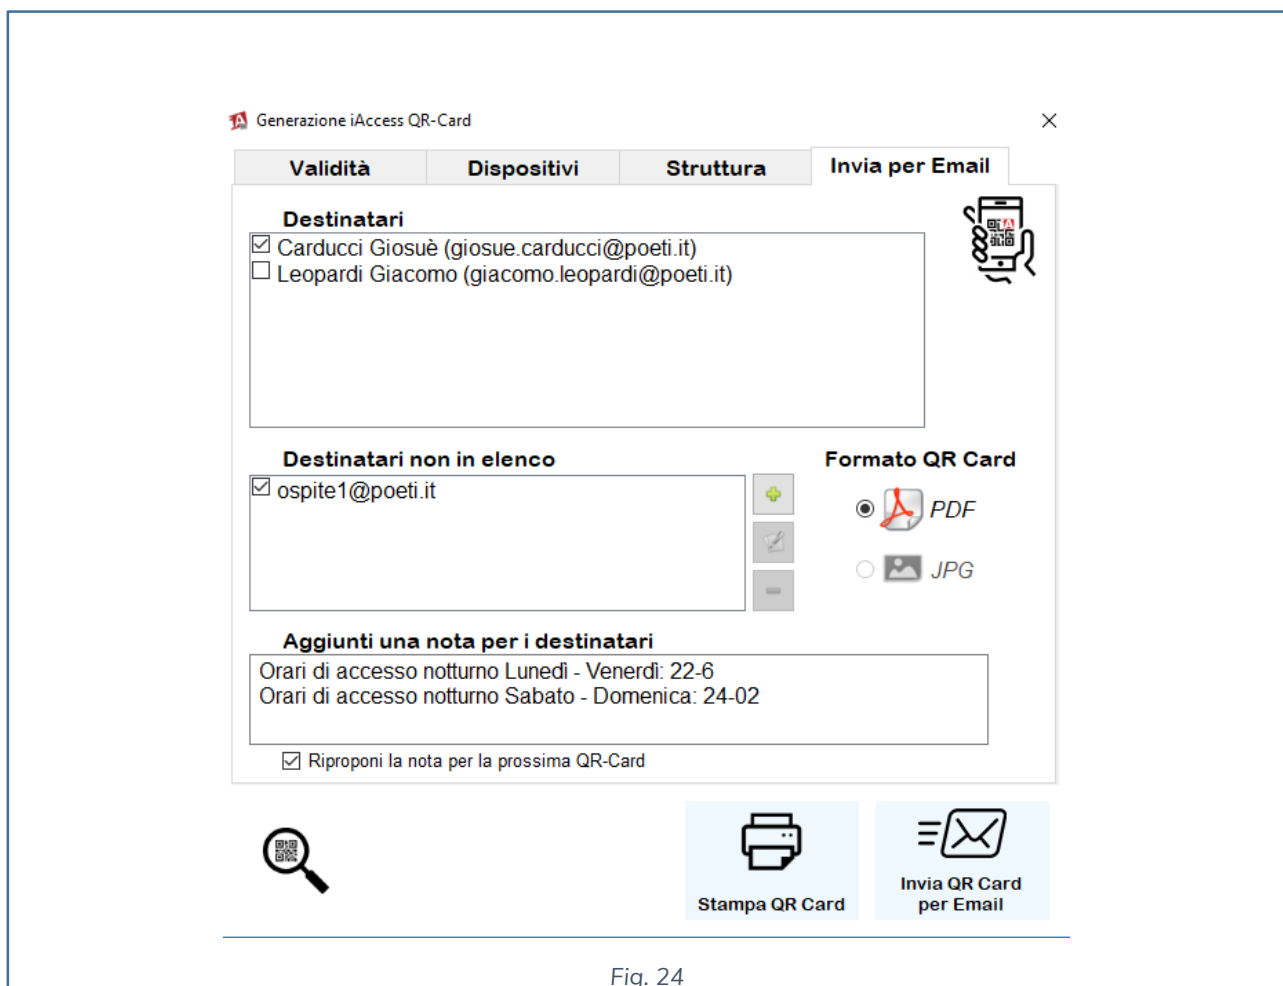 Generazione iAccess QR-Card
Validità Dispositivi Struttura Invia per Email
Destinatari
Carducci Giosuè (giosue.carducci@poeti.it)
Leopardi Giacomo (giacomo.leopardi@poeti.it)
Destinatari non in elenco
Formato QR Card
ospite1@poeti.it
PDF
JPG
Aggiunti una nota per i destinatari
Orari di accesso notturno Lunedì - Venerdì: 22-6
Orari di accesso notturno Sabato - Domenica: 24-02
Riproponi la nota per la prossima QR-Card
Stampa QR Card
Invia QR Card
per Email
Fig. 24